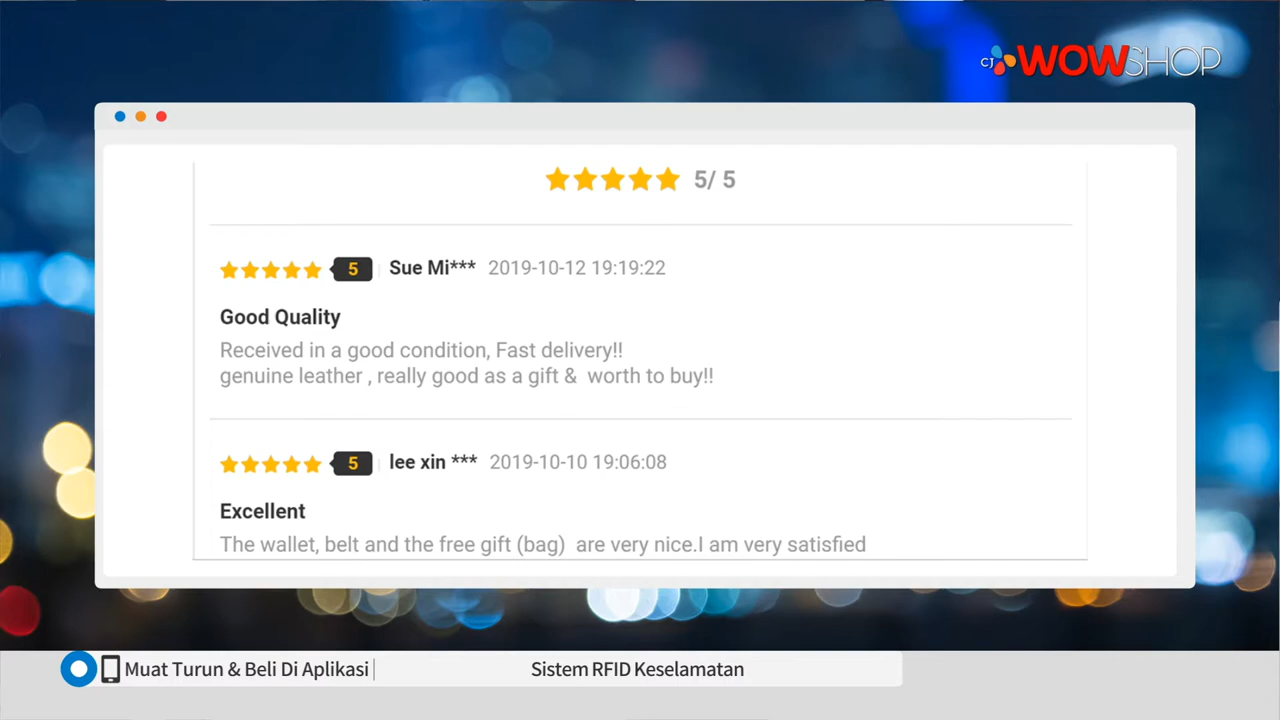 CJ WOWSHOP
5/ 5
5 Sue Mi*** 2019-10-12 19:19:22
Good Quality
Received in a good condition, Fast delivery!!
genuine leather , really good as a gift &  worth to buy!!
5 lee xin *** 2019-10-10 19:06:08
Excellent
The wallet, belt and the free gift (bag)  are very nice.I am very satisfied
Muat Turun & Beli Di Aplikasi | Sistem RFID Keselamatan